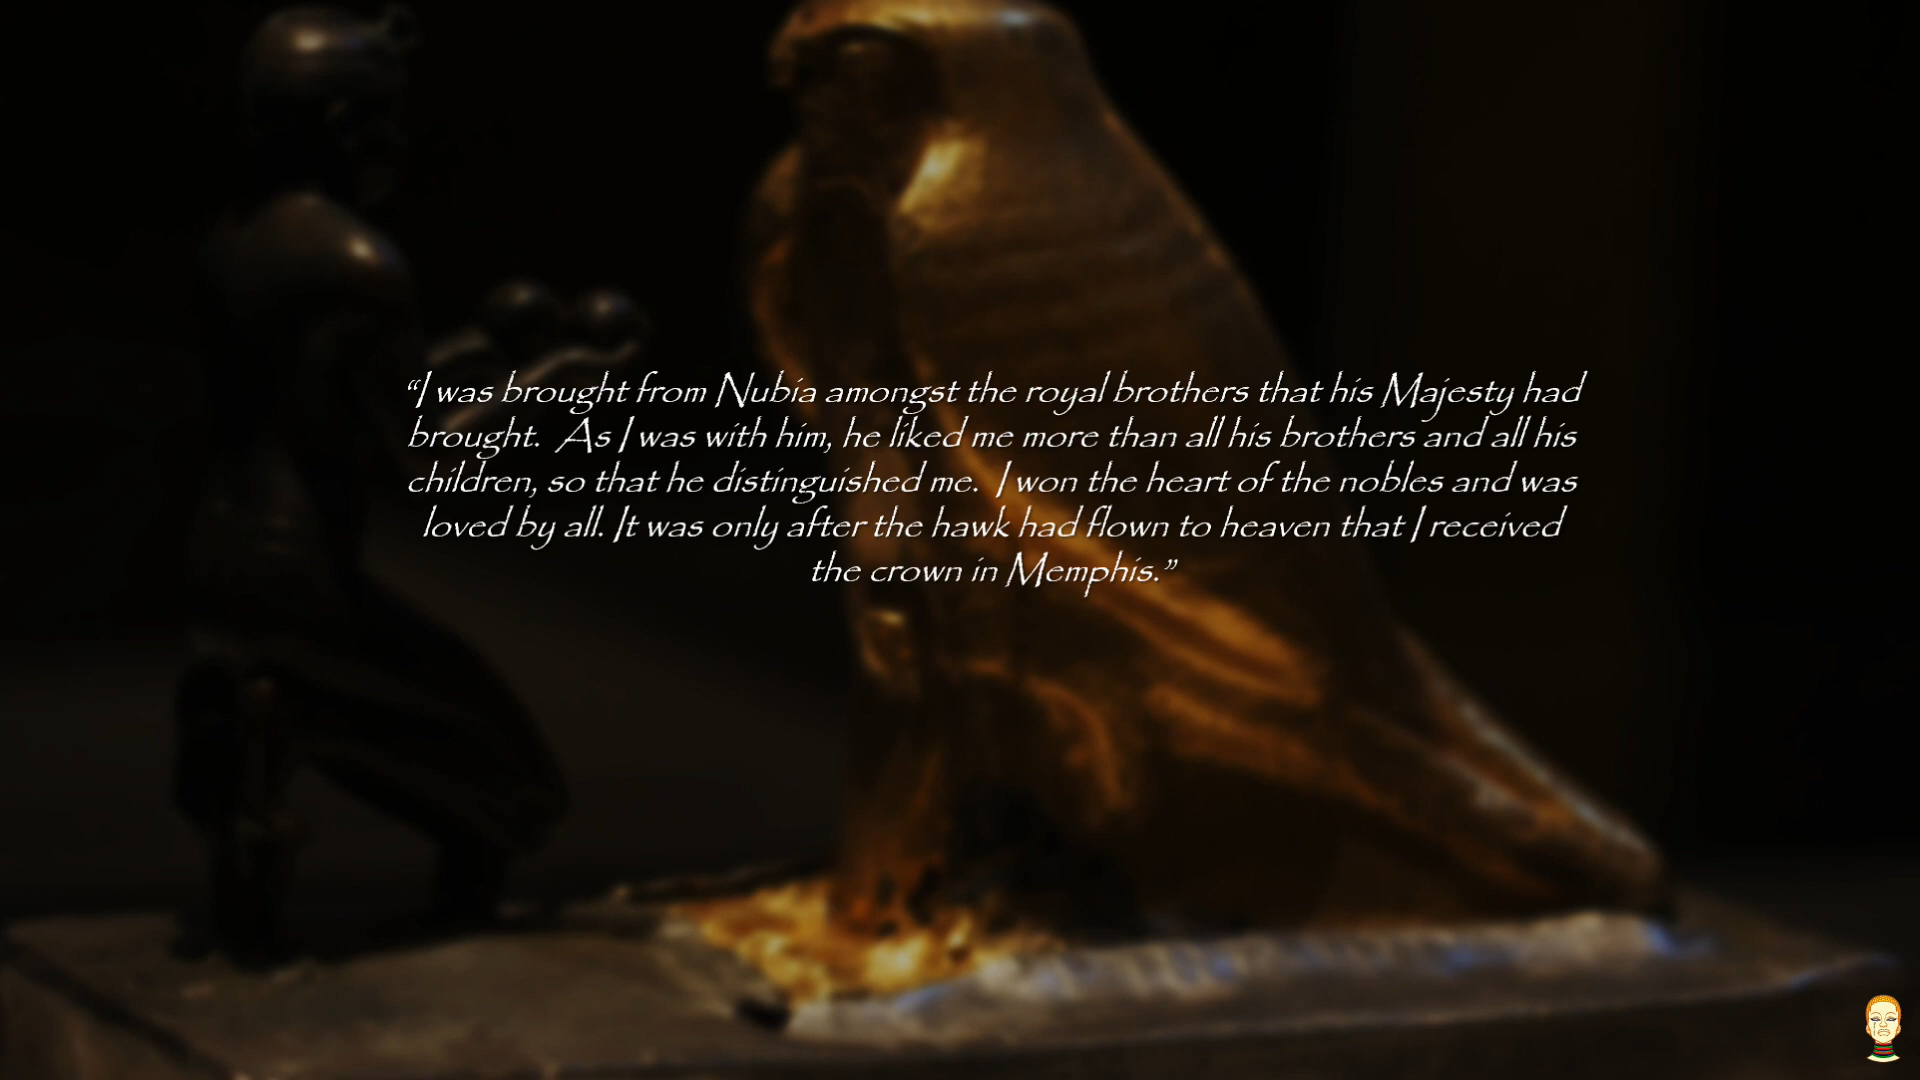 “I was brought from Nubia amongst the royal brothers that his Majesty had
brought.  As I was with him, he liked me more than all his brothers and all his
children, so that he distinguished me.  I won the heart of the nobles and was
loved by all. It was only after the hawk had flown to heaven that I received
the crown in Memphis.”